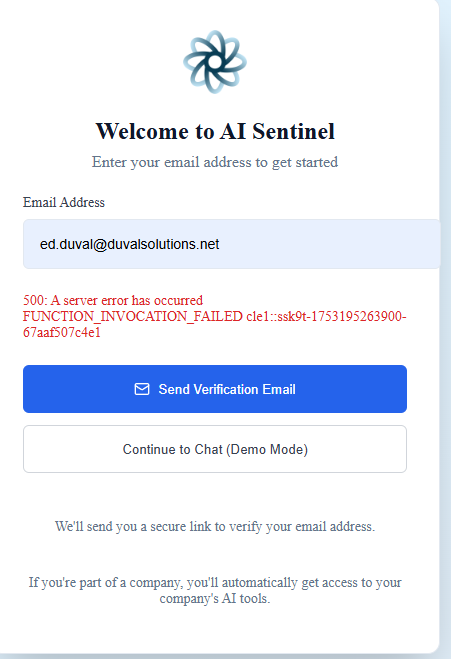 Welcome to AI Sentinel
Enter your email address to get started
Email Address
ed.duval@duvalsolutions.net
500: A server error has occurred
FUNCTION_INVOCATION_FAILED cle1::ssk9t-1753195263900-
67aaf507c4e1
Send Verification Email
Continue to Chat (Demo Mode)
We'll send you a secure link to verify your email address.
If you're part of a company, you'll automatically get access to your
company's AI tools.